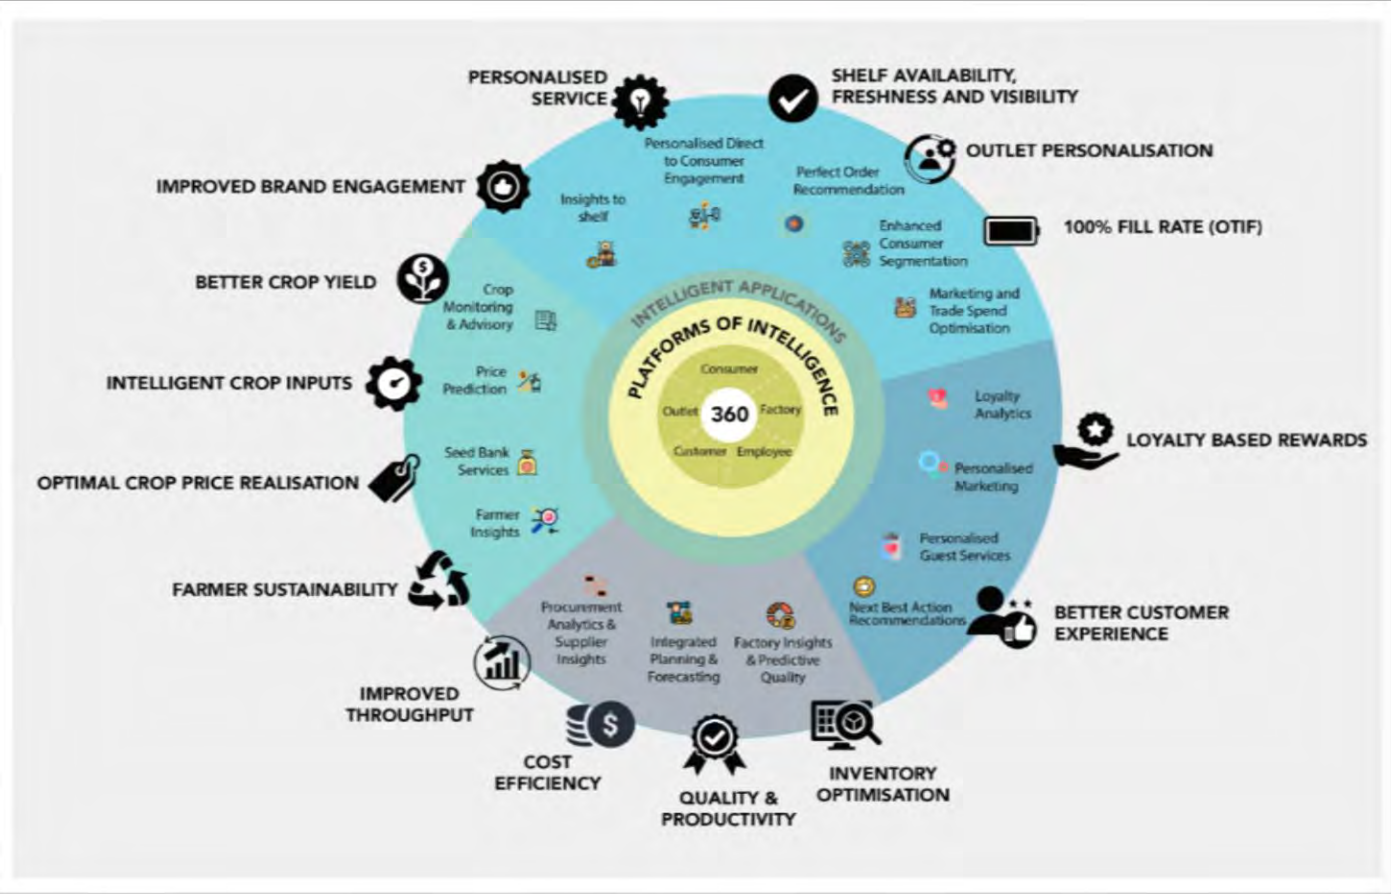 PERSONALISED
SERVICE
SHELF AVAILABILITY,
FRESHNESS AND VISIBILITY
OUTLET PERSONALISATION
100% FILL RATE (OTIF)
IMPROVED BRAND ENGAGEMENT
BETTER CROP YIELD
INTELLIGENT CROP INPUTS
OPTIMAL CROP PRICE REALISATION
FARMER SUSTAINABILITY
IMPROVED
THROUGHPUT
COST
EFFICIENCY
QUALITY &
PRODUCTIVITY
INVENTORY
OPTIMISATION
BETTER CUSTOMER
EXPERIENCE
LOYALTY BASED REWARDS
Insights to
shelf
Personalised Direct
to Consumer
Engagement
Perfect Order
Recommendation
Enhanced
Consumer
Segmentation
Marketing and
Trade Spend
Optimisation
Crop
Monitoring
& Advisory
Price
Prediction
Seed Bank
Services
Farmer
Insights
Procurement
Analytics &
Supplier
Insights
Integrated
Planning &
Forecasting
Factory Insights
& Predictive
Quality
Loyalty
Analytics
Personalised
Marketing
Personalised
Guest Services
Next Best Action
Recommendations
INTELLIGENT APPLICATIONS
PLATFORMS OF INTELLIGENCE
Consumer
Outlet
360
Factory
Customer
Employee